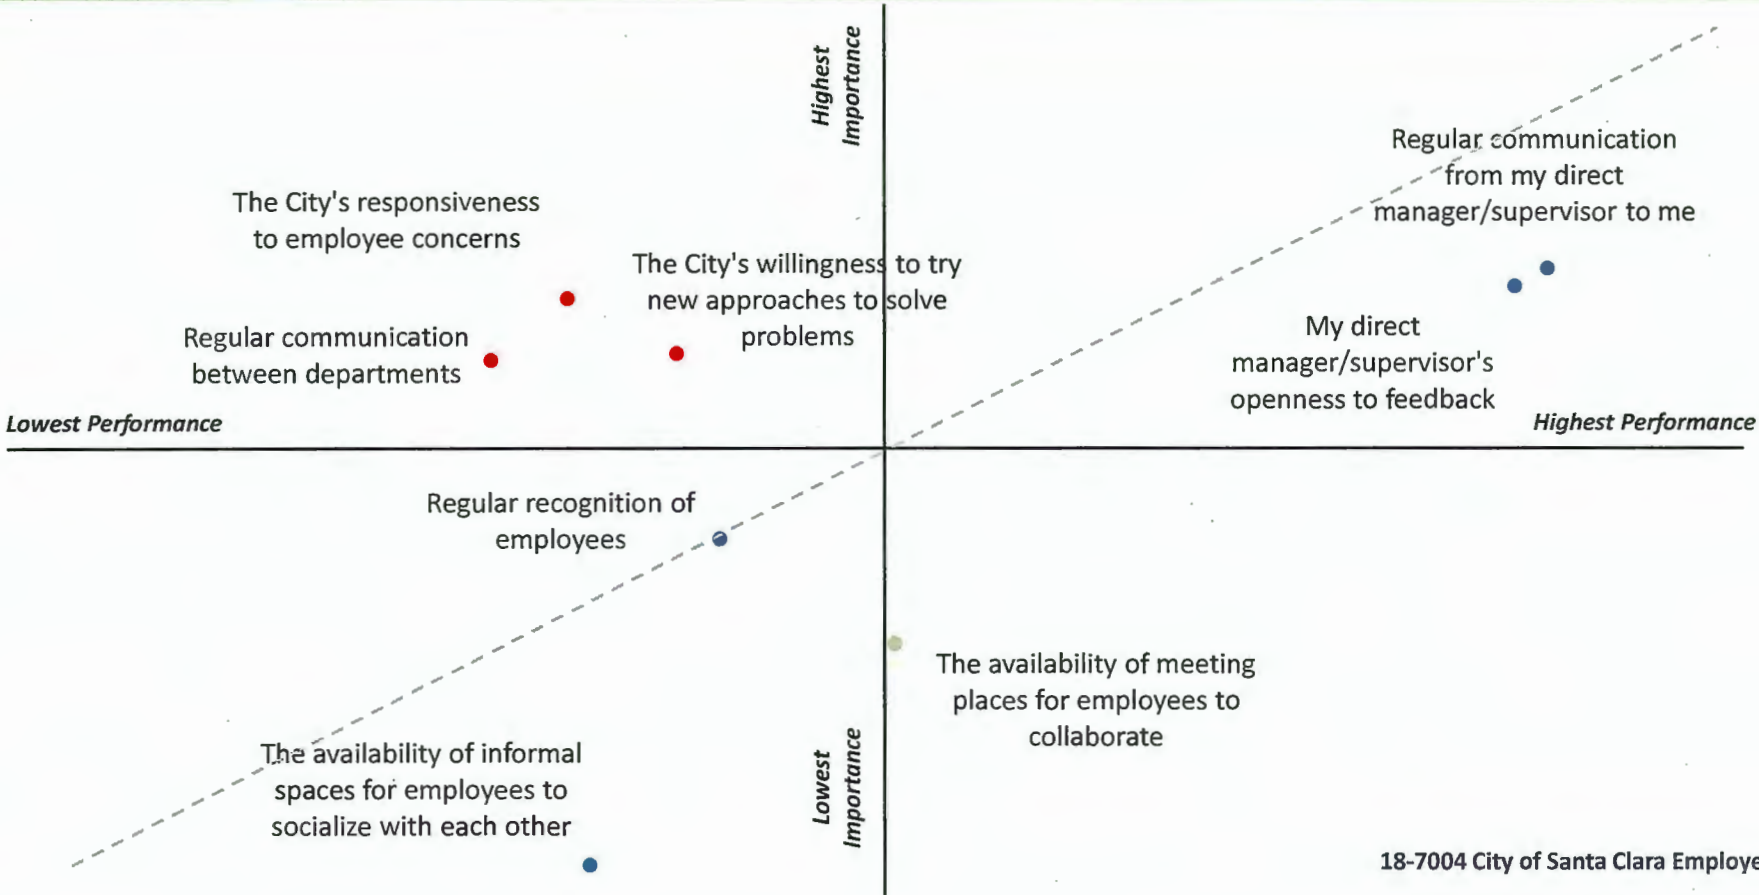 Highest
Importance
Regular communication
from my direct
manager/supervisor to me
The City's responsiveness
to employee concerns
The City's willingness to try
new approaches to solve
problems
Regular communication
between departments
My direct
manager/supervisor's
openness to feedback
Lowest Performance
Highest Performance
Regular recognition of
employees
The availability of meeting
places for employees to
collaborate
The availability of informal
spaces for employees to
socialize with each other
Lowest
Importance
18-7004 City of Santa Clara Employe